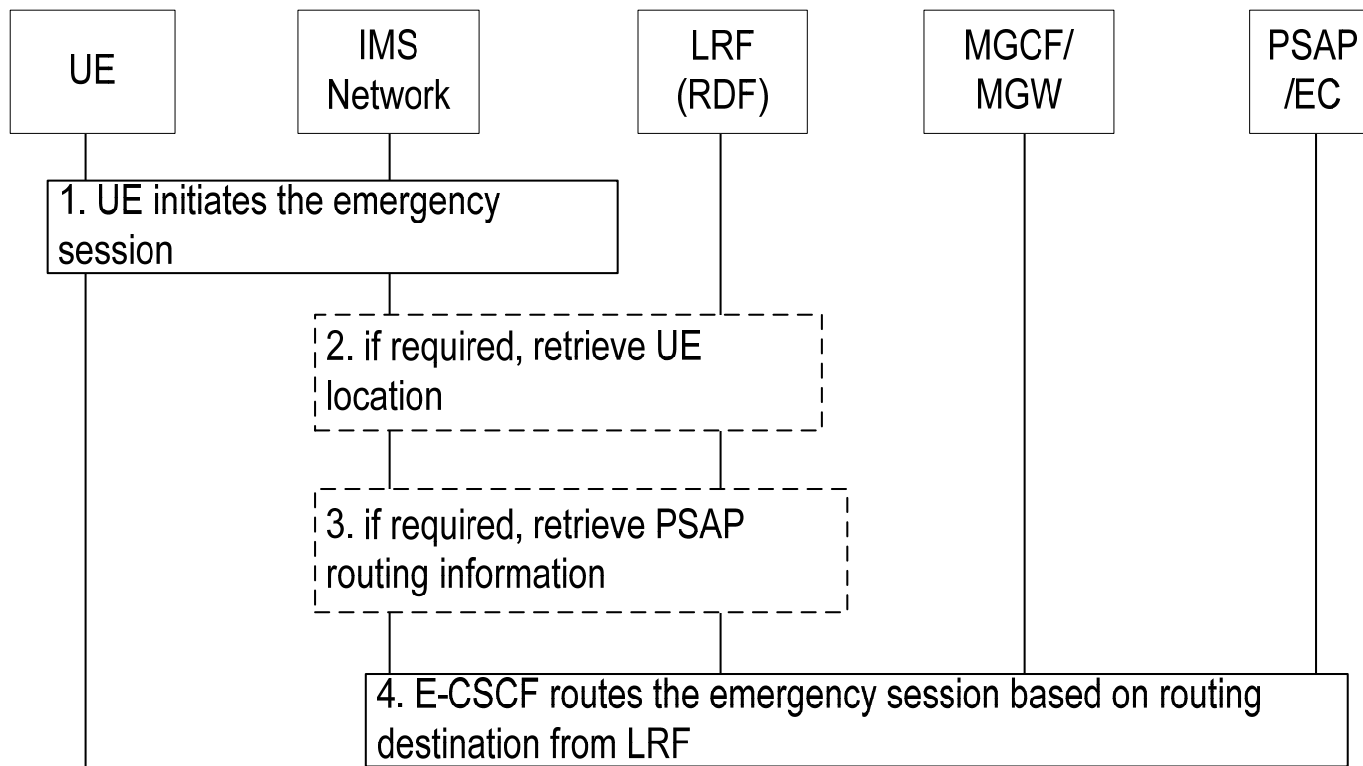 UE
IMS
Network
LRF
(RDF)
MGCF/
MGW
PSAP
/EC
1. UE initiates the emergency
session
2. if required, retrieve UE
location
3. if required, retrieve PSAP
routing information
4. E-CSCF routes the emergency session based on routing
destination from LRF